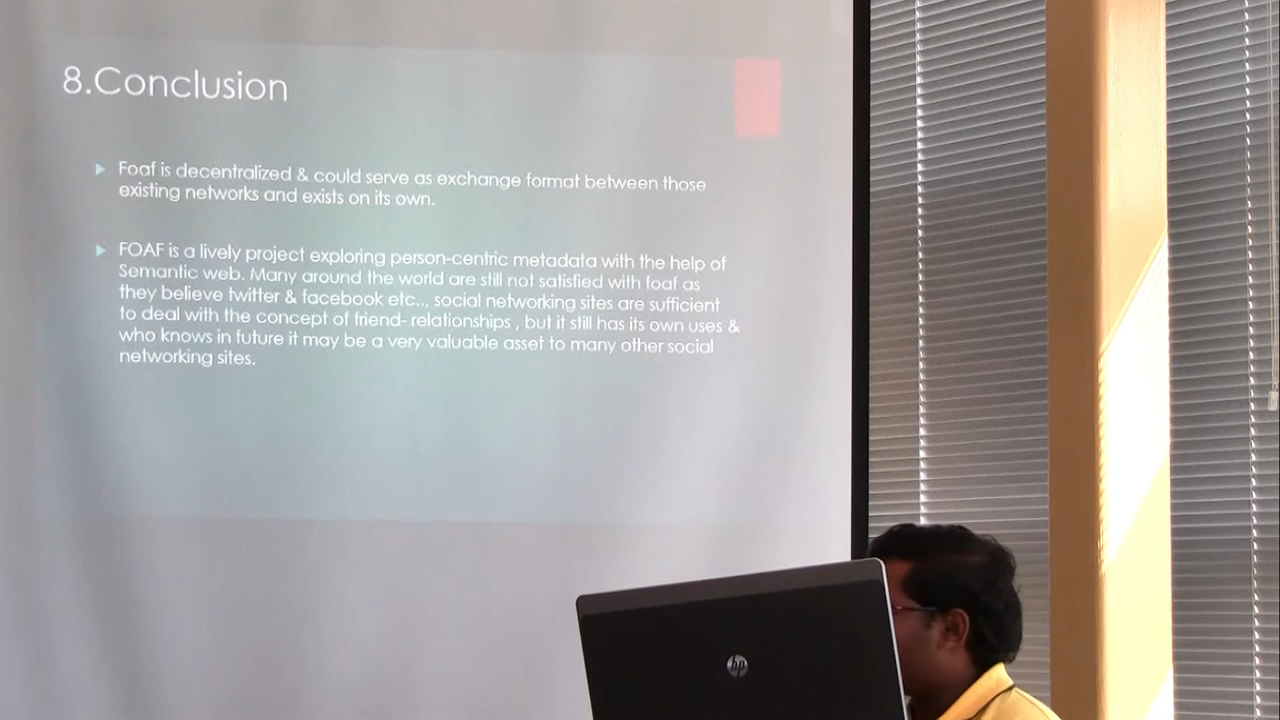 8.Conclusion
Foaf is decentralized & could serve as exchange format between those
existing networks and exists on its own.
FOAF is a lively project exploring person-centric metadata with the help of
Semantic web. Many around the world are still not satisfied with foaf as
they believe twitter & facebook etc.., social networking sites are sufficient
to deal with the concept of friend- relationships , but it still has its own uses &
who knows in future it may be a very valuable asset to many other social
networking sites.
hp